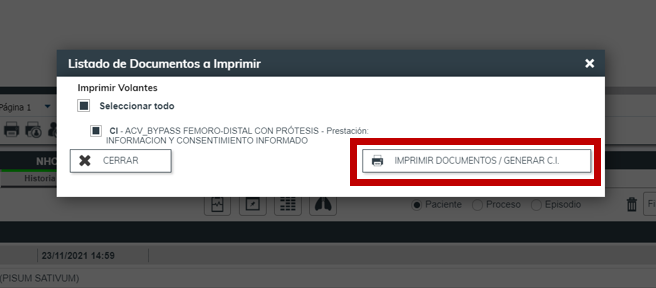 Listado de Documentos a Imprimir
Imprimir Volantes
Seleccionar todo
Página 1
CI - ACV_BYPASS FEMORO-DISTAL CON PRÓTESIS - Prestación:
INFORMACION Y CONSENTIMIENTO INFORMADO
CERRAR
IMPRIMIR DOCUMENTOS / GENERAR C.I.
NHC
Historia
Paciente
Proceso
Episodio
Fi
23/11/2021 14:59
(PISUM SATIVUM)